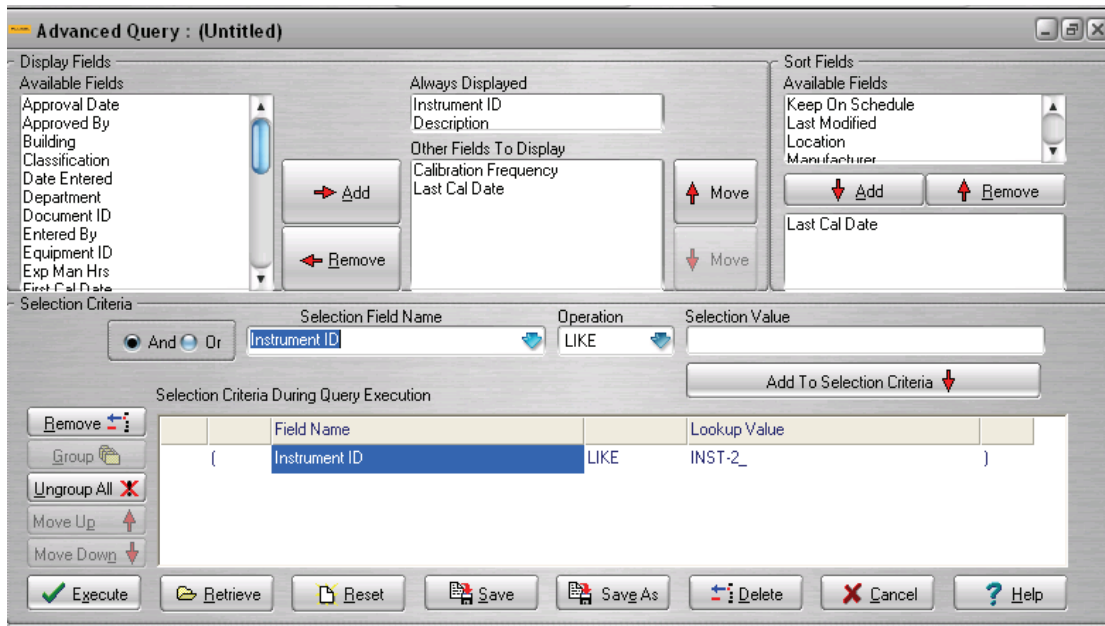 Advanced Query : (Untitled)
Display Fields
Available Fields
Approval Date
Approved By
Building
Classification
Date Entered
Department
Document ID
Entered By
Equipment ID
Exp Man Hrs
First Cal Date
Add
Remove
Always Displayed
Instrument ID
Description
Other Fields To Display
Calibration Frequency
Last Cal Date
Move
Move
Sort Fields
Available Fields
Keep On Schedule
Last Modified
Location
Manufacturer
Add
Remove
Last Cal Date
Selection Criteria
And
Or
Selection Field Name
Instrument ID
Operation
LIKE
Selection Value
Add To Selection Criteria
Selection Criteria During Query Execution
Remove
Group
Ungroup All
Move Up
Move Down
Field Name Lookup Value
( Instrument ID LIKE INST-2_ )
Execute
Retrieve
Reset
Save
Save As
Delete
Cancel
Help